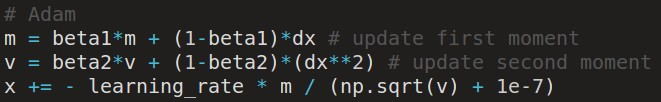 # Adam
m = beta1*m + (1-beta1)*dx # update first moment
v = beta2*v + (1-beta2)*(dx**2) # update second moment
x += - learning_rate * m / (np.sqrt(v) + 1e-7)